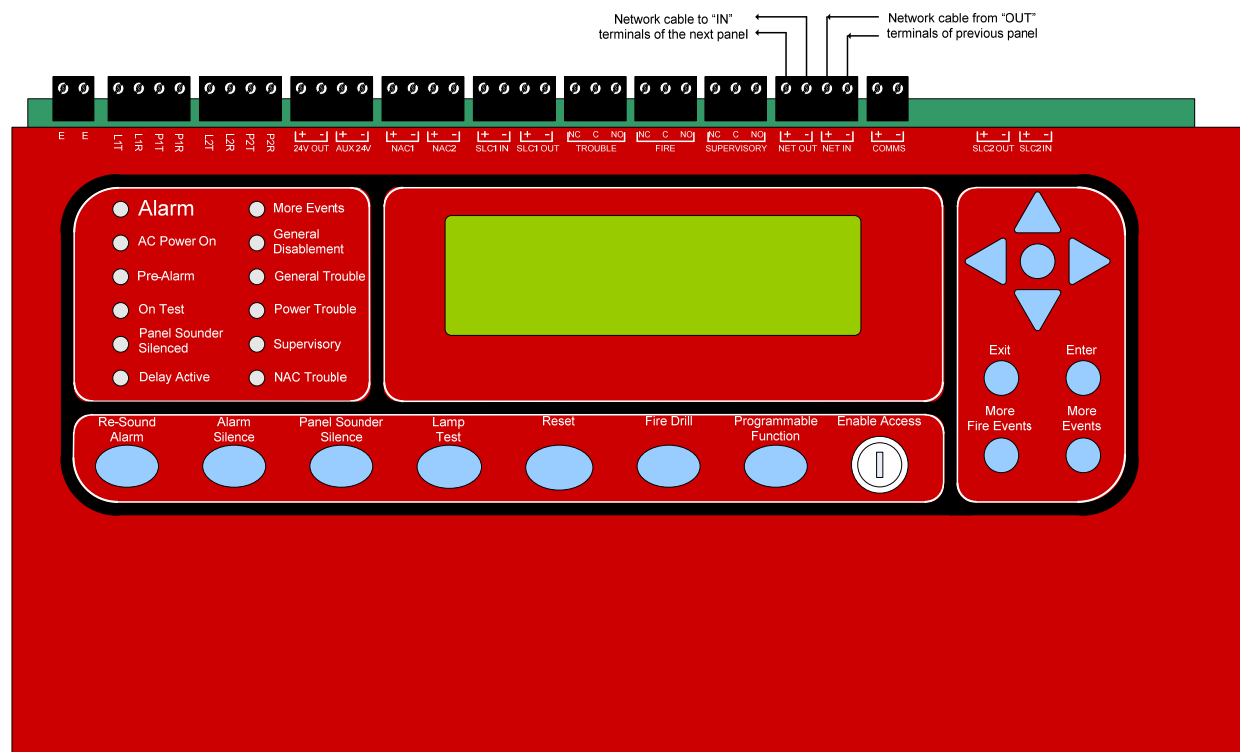 Network cable to “IN”
terminals of the next panel
Network cable from “OUT”
terminals of previous panel
E E L1T L1R P1T P1R L2T L2R P2T P2R + - + - + - + - + - + - NC C NO NC C NO NC C NO + - + - + - + - + -
24V OUT AUX 24V NAC1 NAC2 SLC1 IN SLC1 OUT TROUBLE FIRE SUPERVISORY NET OUT NET IN COMMS SLC2 OUT SLC2 IN
Alarm
AC Power On
Pre-Alarm
On Test
Panel Sounder
Silenced
Delay Active
More Events
General
Disablement
General Trouble
Power Trouble
Supervisory
NAC Trouble
Exit
Enter
More
Fire Events
More
Events
Re-Sound
Alarm
Alarm
Silence
Panel Sounder
Silence
Lamp
Test
Reset
Fire Drill
Programmable
Function
Enable Access